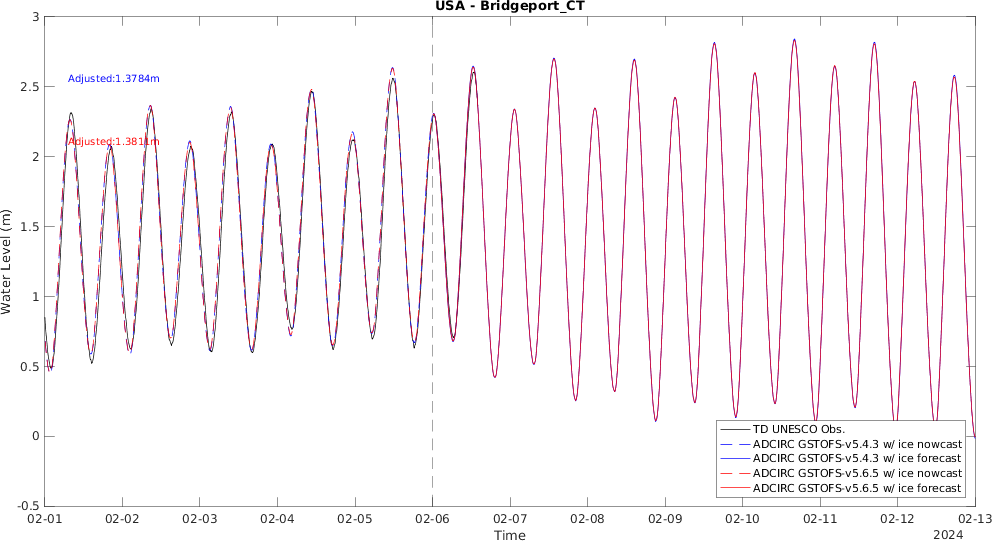 USA - Bridgeport_CT
3
2.5
2
1.5
1
0.5
0
-0.5
Water Level (m)
Adjusted:1.3784m
Adjusted:1.3811m
TD UNESCO Obs.
ADCIRC GSTOFS-v5.4.3 w/ ice nowcast
ADCIRC GSTOFS-v5.4.3 w/ ice forecast
ADCIRC GSTOFS-v5.6.5 w/ ice nowcast
ADCIRC GSTOFS-v5.6.5 w/ ice forecast
02-01 02-02 02-03 02-04 02-05 02-06 02-07 02-08 02-09 02-10 02-11 02-12 02-13
Time
2024